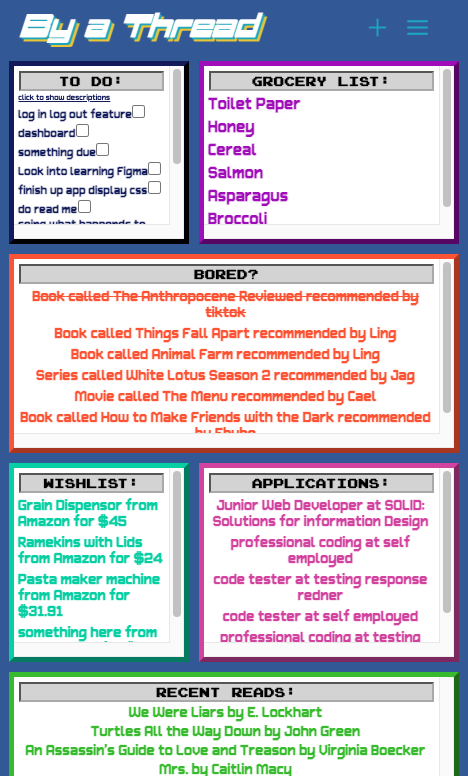 By a Thread
TO DO:
click to show descriptions
log in log out feature
dashboard
something due
Look into learning Figma
finish up app display css
do read me
GROCERY LIST:
Toilet Paper
Honey
Cereal
Salmon
Asparagus
Broccoli
BORED?
Book called The Anthropocene Reviewed recommended by
tiktok
Book called Things Fall Apart recommended by Ling
Book called Animal Farm recommended by Ling
Series called White Lotus Season 2 recommended by Jag
Movie called The Menu recommended by Cael
Book called How to Make Friends with the Dark recommended
WISHLIST:
Grain Dispenser from
Amazon for $45
Ramekins with Lids
from Amazon for $24
Pasta maker machine
from Amazon for
$31.91
something here from
APPLICATIONS:
Junior Web Developer at SOLID:
Solutions for information Design
professional coding at self
employed
code tester at testing response
redner
code tester at self employed
professional coding at testing
RECENT READS:
We Were Liars by E. Lockhart
Turtles All the Way Down by John Green
An Assassin's Guide to Love and Treason by Virginia Boecker
Mrs. by Caitlin Macy